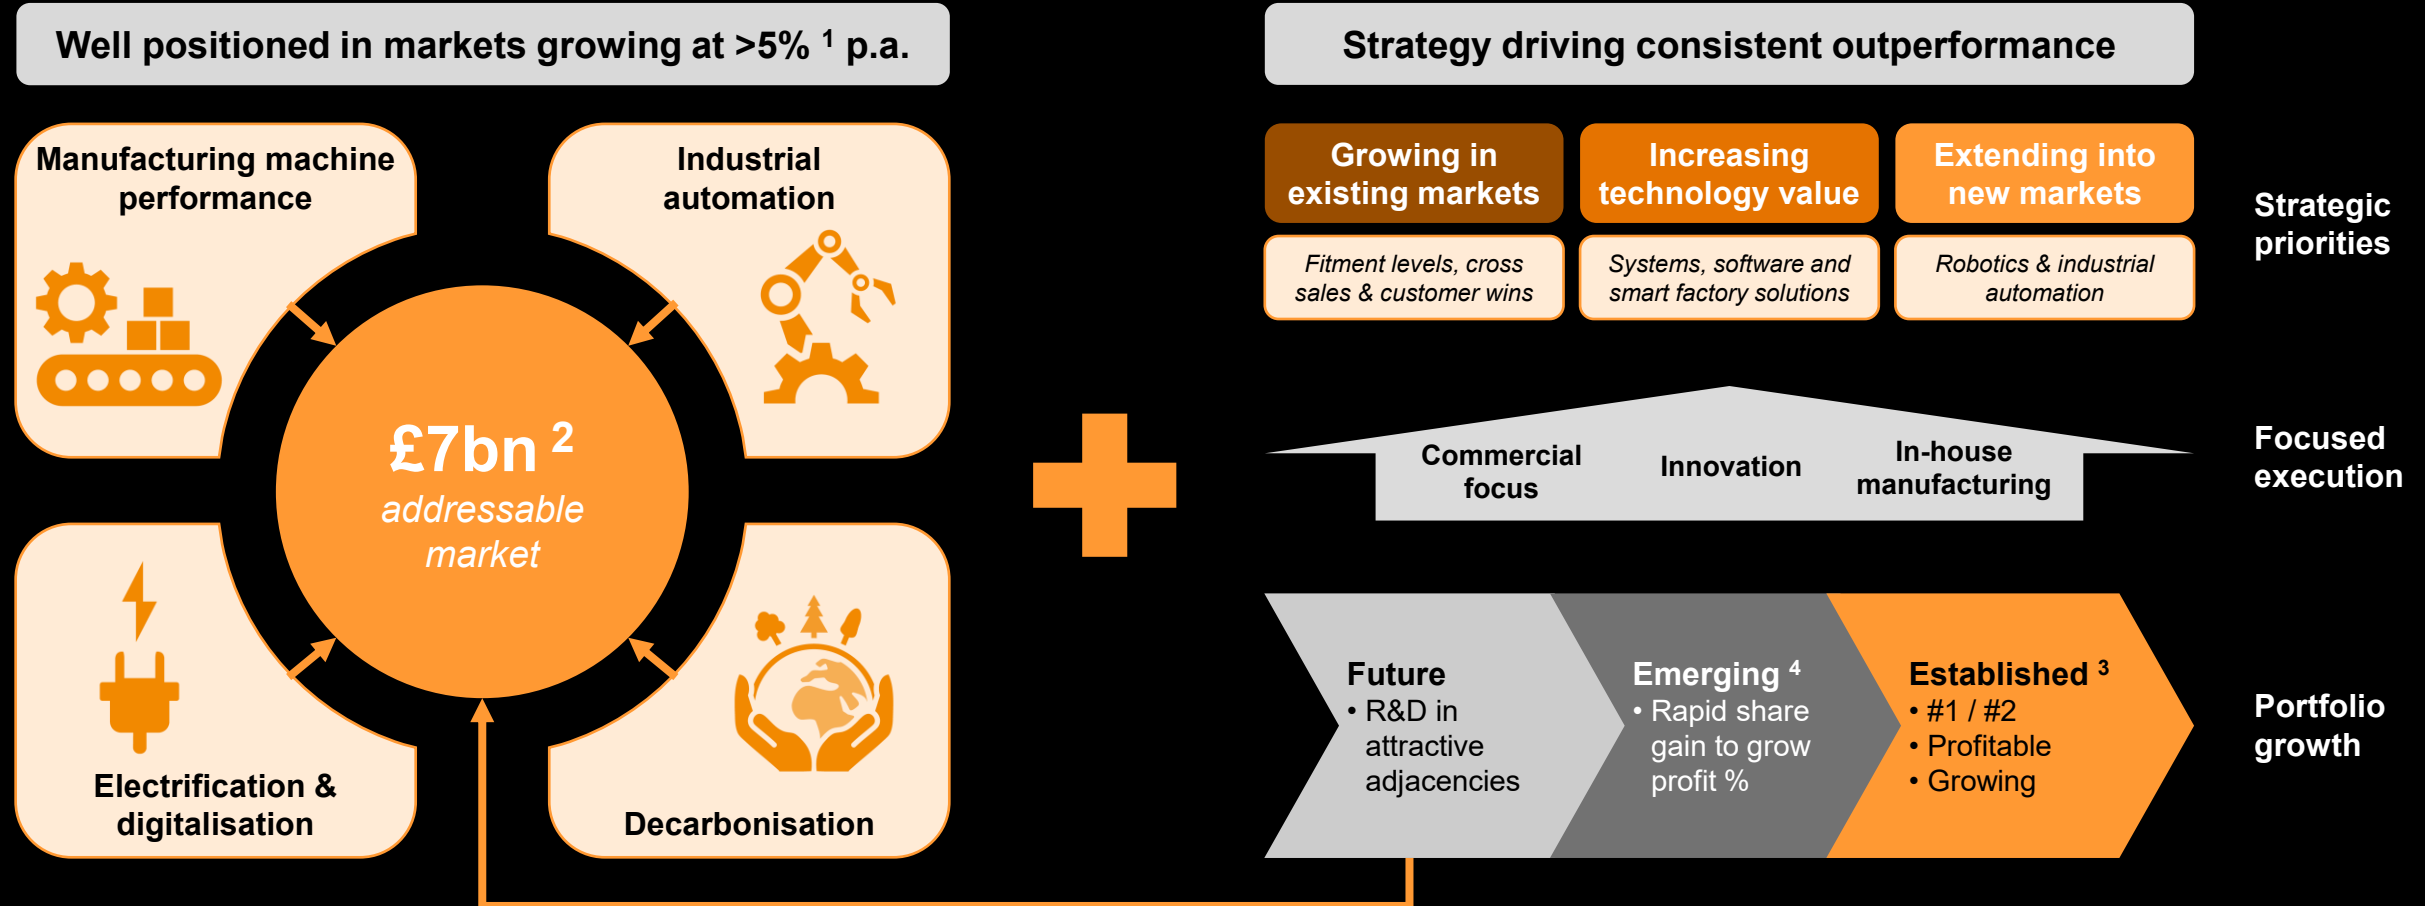 Well positioned in markets growing at >5% 1 p.a.
Manufacturing machine
performance
Industrial
automation
£7bn 2
addressable
market
Electrification &
digitalisation
Decarbonisation
Strategy driving consistent outperformance
Growing in
existing markets
Increasing
technology value
Extending into
new markets
Fitment levels, cross
sales & customer wins
Systems, software and
smart factory solutions
Robotics & industrial
automation
Strategic
priorities
Commercial
focus
Innovation
In-house
manufacturing
Focused
execution
Future
• R&D in
attractive
adjacencies
Emerging 4
• Rapid share
gain to grow
profit %
Established 3
• #1 / #2
• Profitable
• Growing
Portfolio
growth